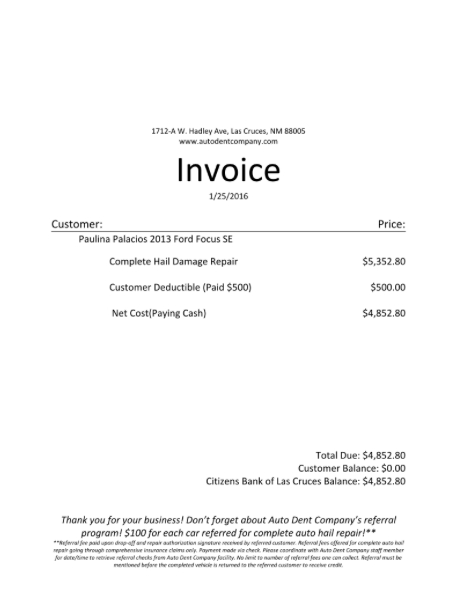 1712-A W. Hadley Ave, Las Cruces, NM 88005
www.autodentcompany.com
Invoice
1/25/2016
Customer: Price:
Paulina Palacios 2013 Ford Focus SE
Complete Hail Damage Repair $5,352.80
Customer Deductible (Paid $500) $500.00
Net Cost(Paying Cash) $4,852.80
Total Due: $4,852.80
Customer Balance: $0.00
Citizens Bank of Las Cruces Balance: $4,852.80
Thank you for your business! Don't forget about Auto Dent Company's referral
program! $100 for each car referred for complete auto hail repair!**
**Referral fee paid upon drop-off and repair authorization signature received by referred customer. Referral fees offered for complete auto hail
repair going through comprehensive insurance claims only. Payment made via check. Please coordinate with Auto Dent Company staff member
for date/time to retrieve referral checks from Auto Dent Company facility. No limit to number of referral fees one can collect. Referral must be
mentioned before the completed vehicle is returned to the referred customer to receive credit.